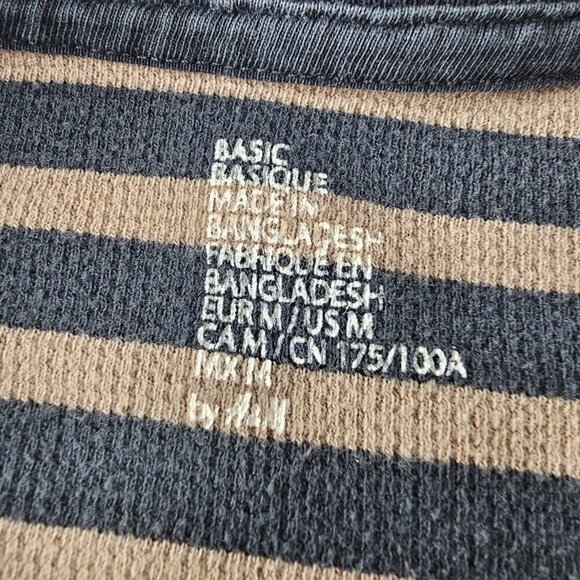 BASIC
BASIQUE
MADE IN
BANGLADESH
FABRIQUÉ EN
BANGLADESH
EUR M / US M
CA M / CN 175/100A
MX M
by H&M